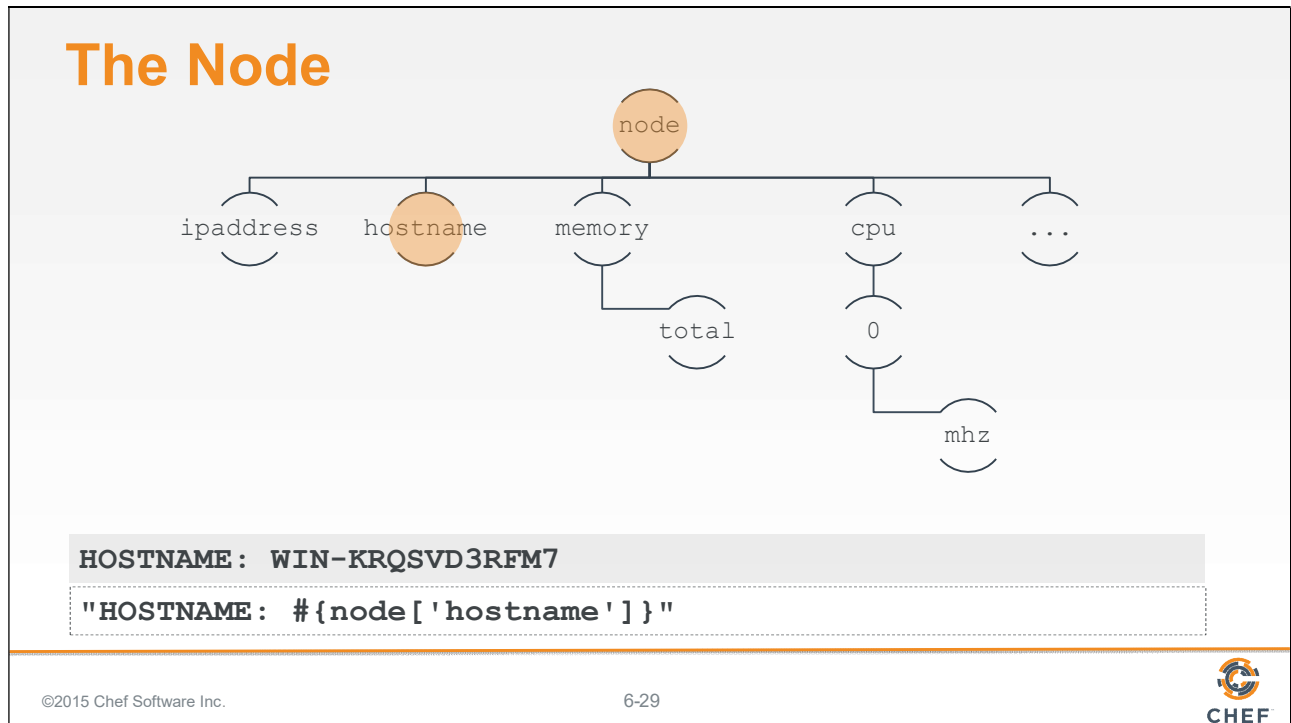 The Node
node
ipaddress hostname memory cpu ...
total 0
mhz
HOSTNAME: WIN-KRQSVD3RFM7
"HOSTNAME: #{node['hostname']}"
©2015 Chef Software Inc. 6-29
CHEF